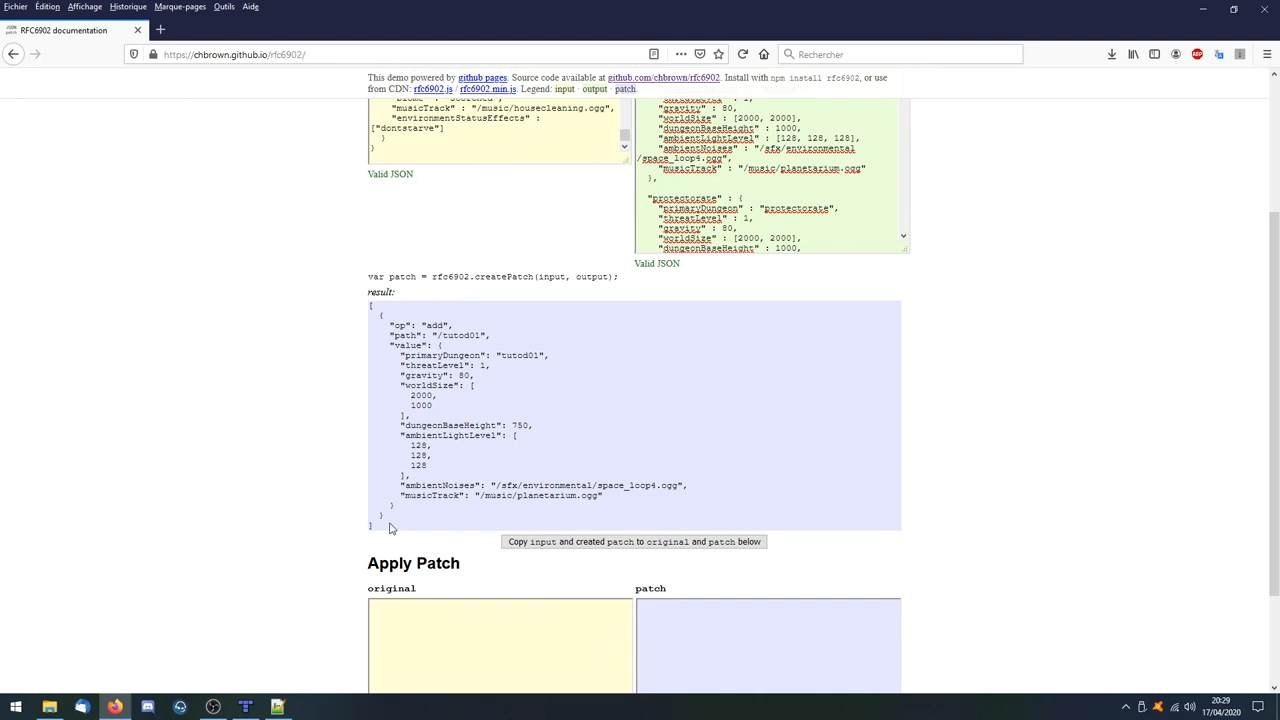 Fichier Édition Affichage Historique Marque-pages Outils Aide
RFC6902 documentation
https://chbrown.github.io/rfc6902/
Rechercher
This demo powered by github pages. Source code available at github.com/chbrown/rfc6902. Install with npm install rfc6902, or use
from CDN: rfc6902.js / rfc6902.min.js. Legend: input · output · patch.
"musicTrack" : "/music/housecleaning.ogg",
"environmentStatusEffects" :
["dontstarve"]
}
}
Valid JSON
"gravity" : 80,
"worldSize" : [2000, 2000],
"dungeonBaseHeight" : 1000,
"ambientLightLevel" : [128, 128, 128],
"ambientNoises" : "/sfx/environmental
/space_loop4.ogg",
"musicTrack" : "/music/planetarium.ogg"
},
"protectorate" : {
"primaryDungeon" : "protectorate",
"threatLevel" : 1,
"gravity" : 80,
"worldSize" : [2000, 2000],
"dungeonBaseHeight" : 1000,
Valid JSON
var patch = rfc6902.createPatch(input, output);
result:
[
{
"op": "add",
"path": "/tutod01",
"value": {
"primaryDungeon": "tutod01",
"threatLevel": 1,
"gravity": 80,
"worldSize": [
2000,
1000
],
"dungeonBaseHeight": 750,
"ambientLightLevel": [
128,
128,
128
],
"ambientNoises": "/sfx/environmental/space_loop4.ogg",
"musicTrack": "/music/planetarium.ogg"
}
}
]
Copy input and created patch to original and patch below
Apply Patch
original
patch
20:29
17/04/2020